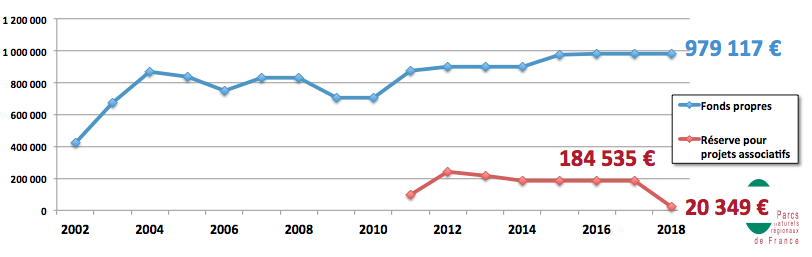 1 200 000
1 000 000
800 000
600 000
400 000
200 000
0
2002 2004 2006 2008 2010 2012 2014 2016 2018
979 117 €
184 535 €
20 349 €
Fonds propres
Réserve pour
projets associatifs
Parcs
naturels
régionaux
de France